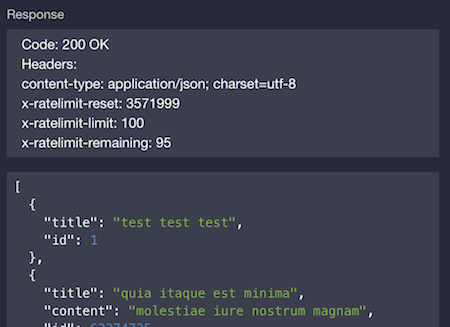 Response
Code: 200 OK
Headers:
content-type: application/json; charset=utf-8
x-ratelimit-reset: 3571999
x-ratelimit-limit: 100
x-ratelimit-remaining: 95
[
{
"title": "test test test",
"id": 1
},
{
"title": "quia itaque est minima",
"content": "molestiae iure nostrum magnam",